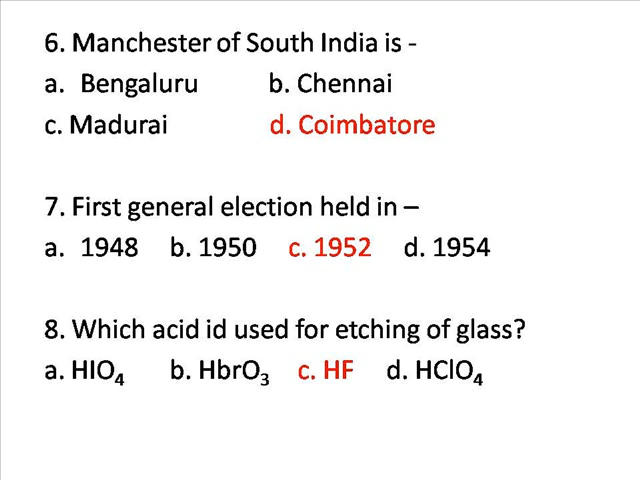 6. Manchester of South India is -
a. Bengaluru b. Chennai
c. Madurai d. Coimbatore
7. First general election held in –
a. 1948 b. 1950 c. 1952 d. 1954
8. Which acid id used for etching of glass?
a. HIO₄ b. HbrO₃ c. HF d. HClO₄